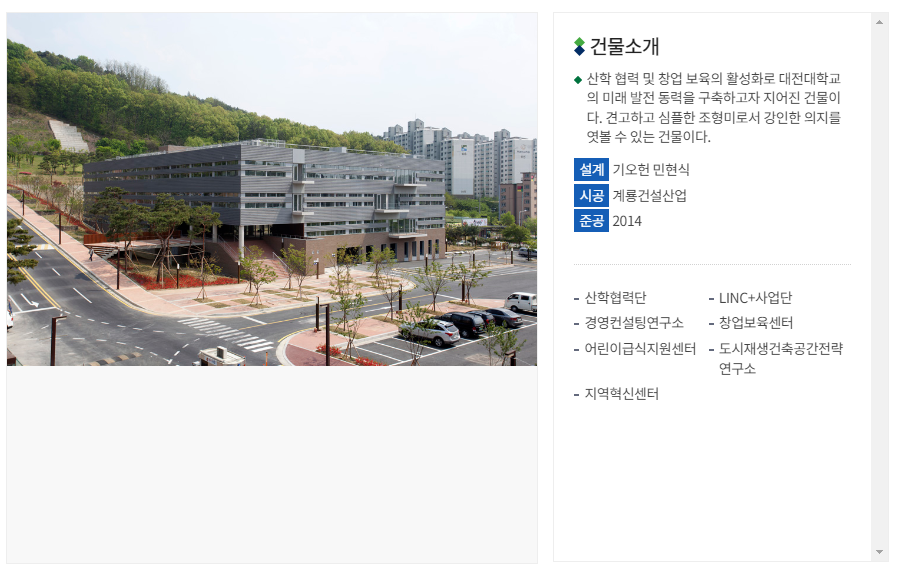 건물소개
산학 협력 및 창업 보육의 활성화로 대전대학교
의 미래 발전 동력을 구축하고자 지어진 건물이
다. 견고하고 심플한 조형미로서 강인한 의지를
엿볼 수 있는 건물이다.
설계 기오헌 민현식
시공 계룡건설산업
준공 2014
- 산학협력단 - LINC+사업단
- 경영컨설팅연구소 - 창업보육센터
- 어린이급식지원센터 - 도시재생건축공간전략
연구소
- 지역혁신센터